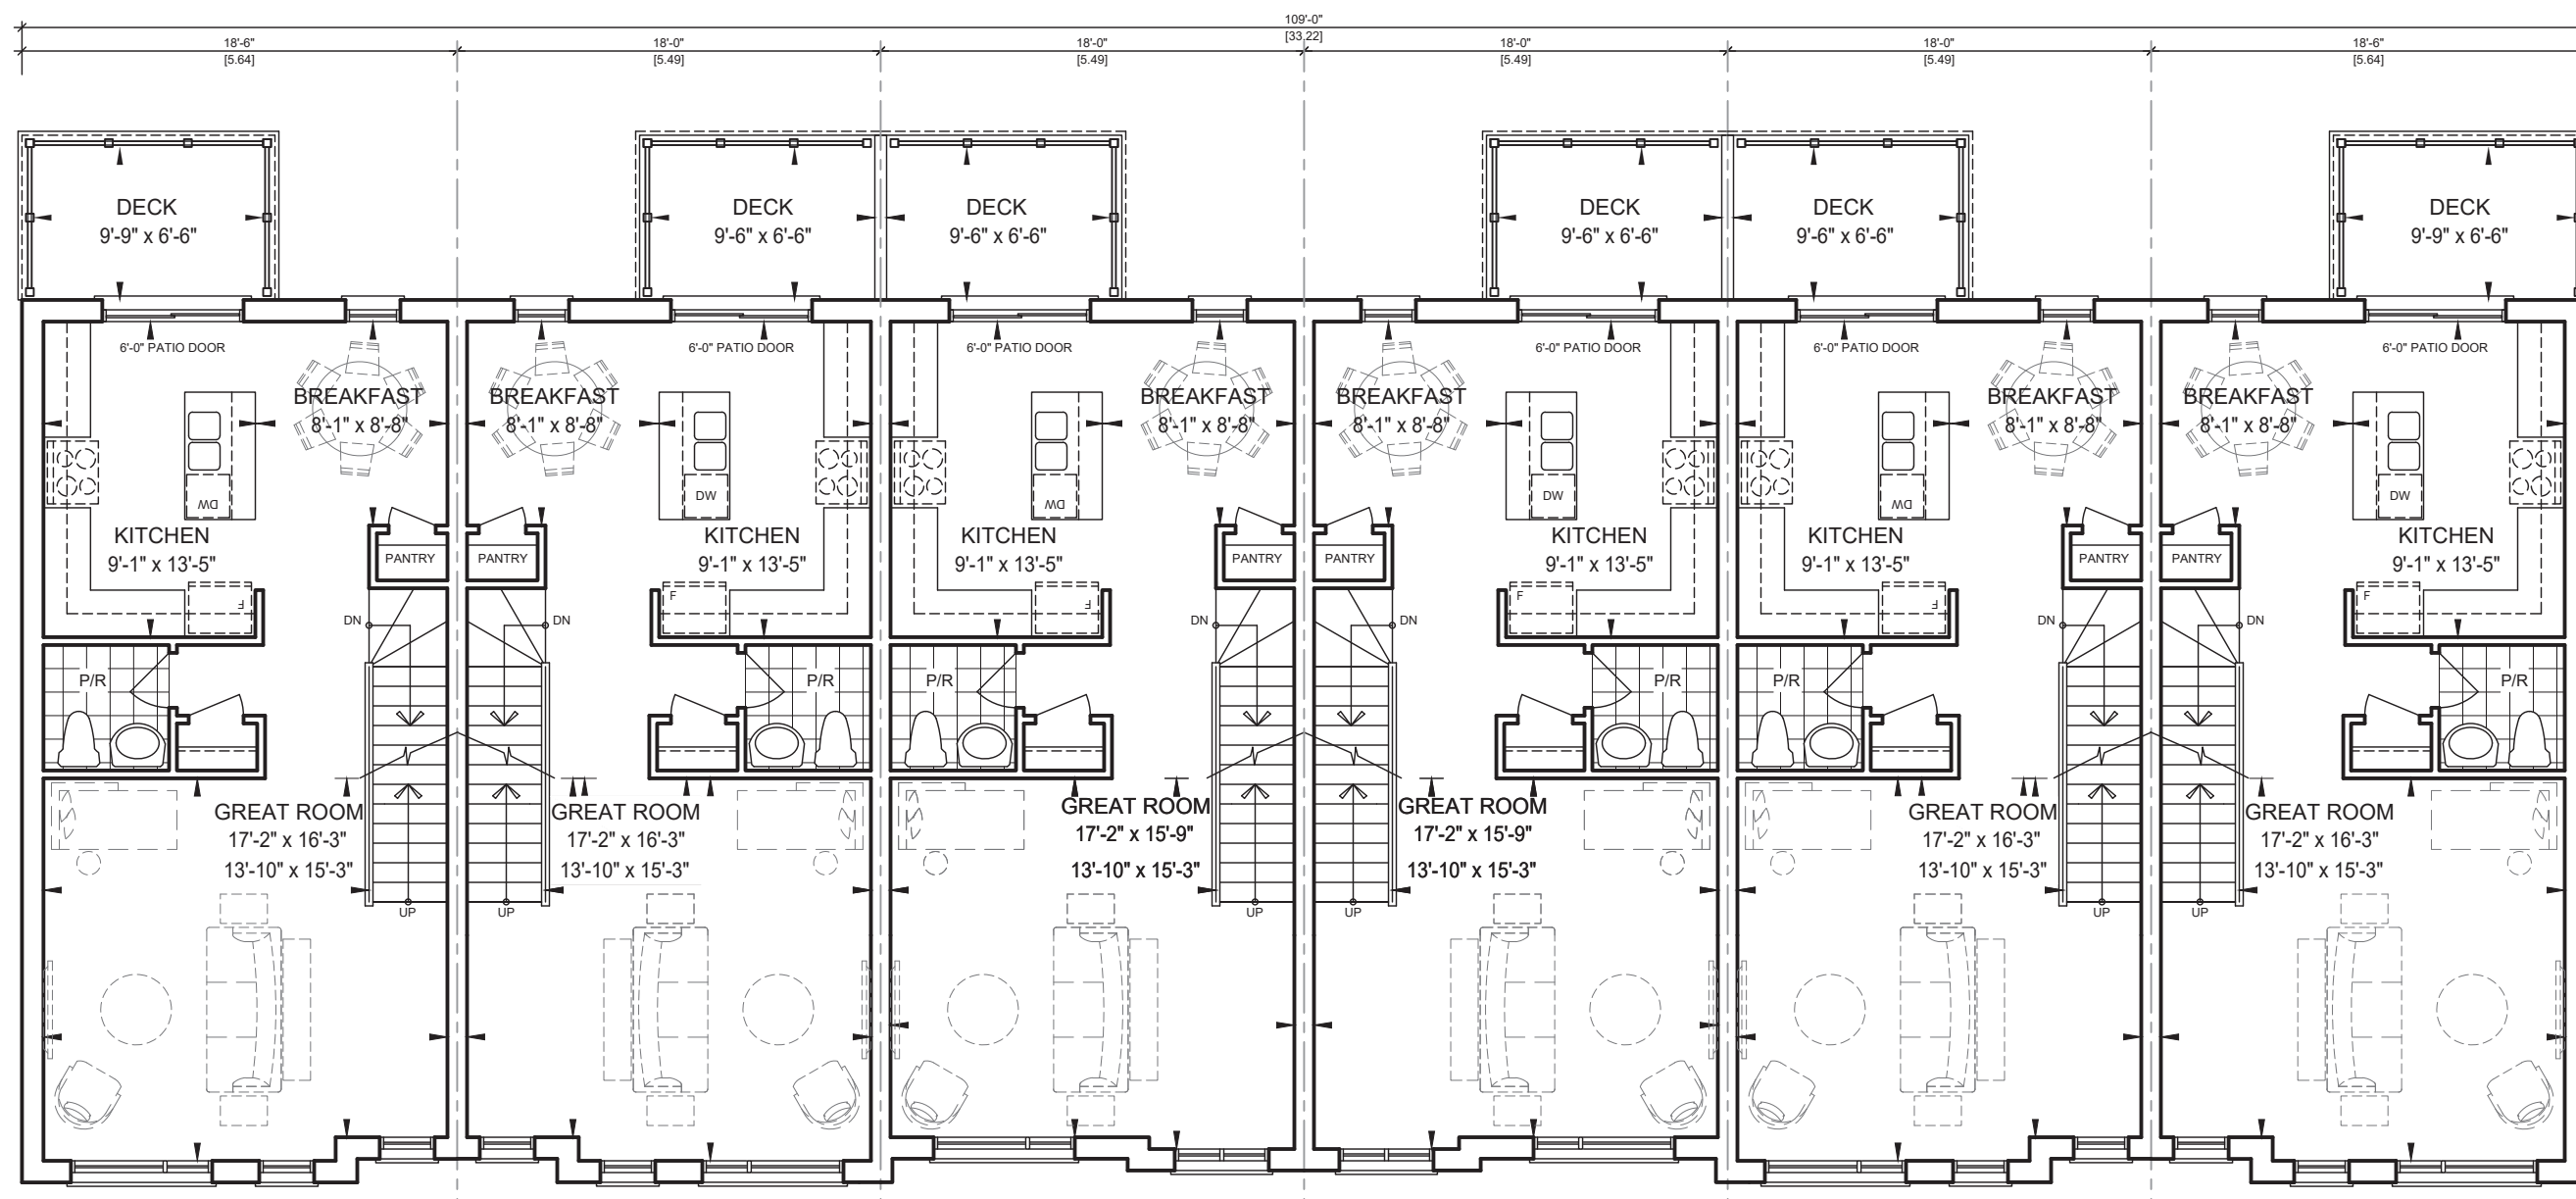 109'-0"
[33.22]
18'-6" 18'-0" 18'-0" 18'-0" 18'-0" 18'-6"
[5.64] [5.49] [5.49] [5.49] [5.49] [5.64]
DECK DECK DECK DECK DECK DECK
9'-9" x 6'-6" 9'-6" x 6'-6" 9'-6" x 6'-6" 9'-6" x 6'-6" 9'-6" x 6'-6" 9'-9" x 6'-6"
6'-0" PATIO DOOR 6'-0" PATIO DOOR 6'-0" PATIO DOOR 6'-0" PATIO DOOR 6'-0" PATIO DOOR 6'-0" PATIO DOOR
BREAKFAST BREAKFAST BREAKFAST BREAKFAST BREAKFAST BREAKFAST
8'-1" x 8'-8" 8'-1" x 8'-8" 8'-1" x 8'-8" 8'-1" x 8'-8" 8'-1" x 8'-8" 8'-1" x 8'-8"
DW DW DW DW DW DW
KITCHEN KITCHEN KITCHEN KITCHEN KITCHEN KITCHEN
PANTRY PANTRY PANTRY PANTRY PANTRY PANTRY
9'-1" x 13'-5" 9'-1" x 13'-5" 9'-1" x 13'-5" 9'-1" x 13'-5" 9'-1" x 13'-5" 9'-1" x 13'-5"
F F F F F F
DN DN DN DN DN DN
P/R P/R P/R P/R P/R P/R
GREAT ROOM GREAT ROOM GREAT ROOM GREAT ROOM GREAT ROOM GREAT ROOM
17'-2" x 16'-3" 17'-2" x 16'-3" 17'-2" x 15'-9" 17'-2" x 15'-9" 17'-2" x 16'-3" 17'-2" x 16'-3"
13'-10" x 15'-3" 13'-10" x 15'-3" 13'-10" x 15'-3" 13'-10" x 15'-3" 13'-10" x 15'-3" 13'-10" x 15'-3"
UP UP UP UP UP UP